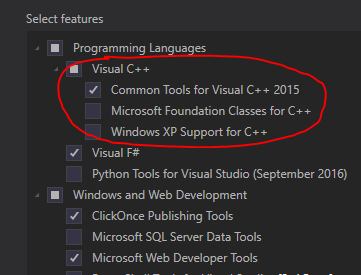 Select features
Programming Languages
Visual C++
Common Tools for Visual C++ 2015
Microsoft Foundation Classes for C++
Windows XP Support for C++
Visual F#
Python Tools for Visual Studio (September 2016)
Windows and Web Development
ClickOnce Publishing Tools
Microsoft SQL Server Data Tools
Microsoft Web Developer Tools